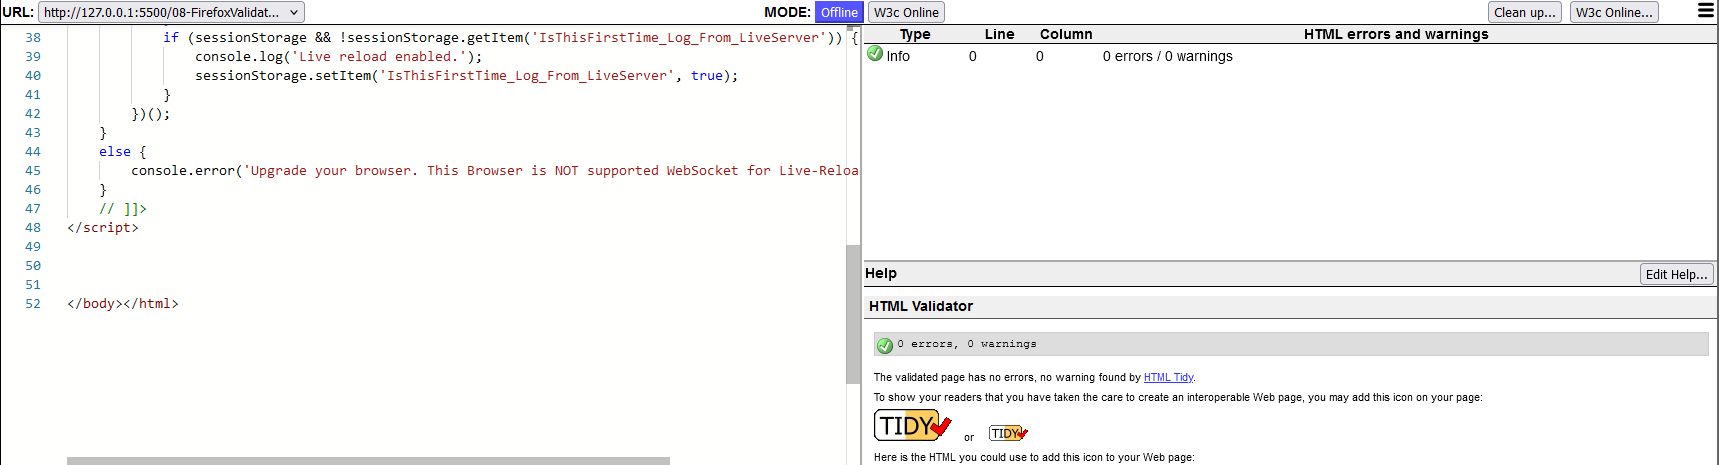 URL: http://127.0.0.1:5500/08-FirefoxValidat... MODE: Offline W3c Online Clean up... W3c Online...
38 if (sessionStorage && !sessionStorage.getItem('IsThisFirstTime_Log_From_LiveServer')) {
39 console.log('Live reload enabled.');
40 sessionStorage.setItem('IsThisFirstTime_Log_From_LiveServer', true);
41 }
42 })();
43 }
44 else {
45 console.error('Upgrade your browser. This Browser is NOT supported WebSocket for Live-Reloa
46 }
47 // ]]>
48 </script>
49
50
51
52 </body></html>
Type Line Column HTML errors and warnings
Info 0 0 0 errors / 0 warnings
Help Edit Help...
HTML Validator
0 errors, 0 warnings
The validated page has no errors, no warning found by HTML Tidy.
To show your readers that you have taken the care to create an interoperable Web page, you may add this icon on your page:
TIDY or TIDY
Here is the HTML you could use to add this icon to your Web page: